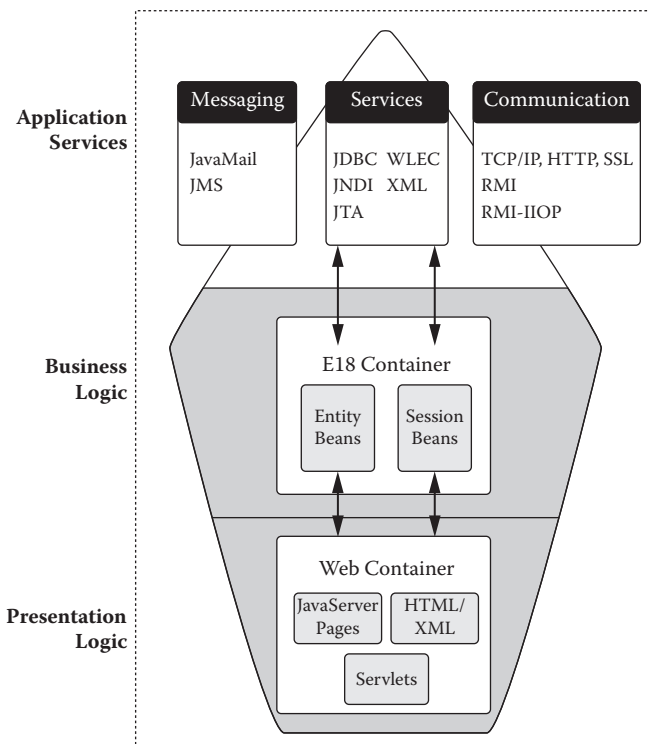 Application
Services
Messaging
JavaMail
JMS
Services
JDBC WLEC
JNDI XML
JTA
Communication
TCP/IP, HTTP, SSL
RMI
RMI-IIOP
Business
Logic
E18 Container
Entity
Beans
Session
Beans
Presentation
Logic
Web Container
JavaServer
Pages
HTML/
XML
Servlets